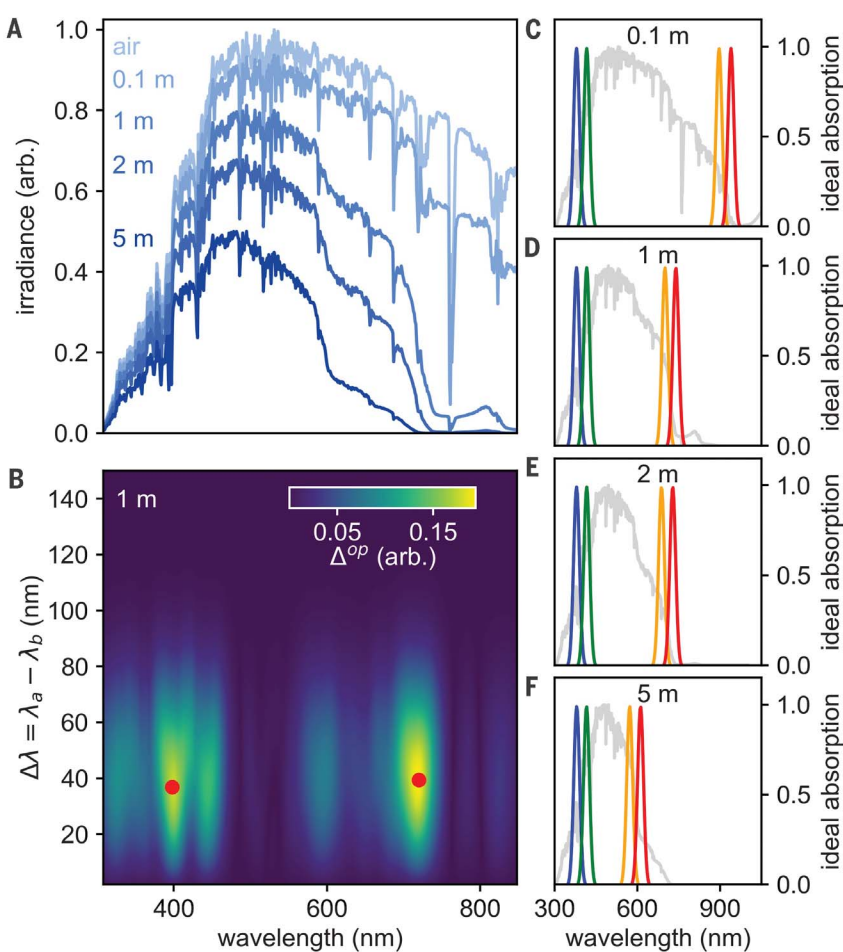 A
irradiance (arb.)
1.0
0.8
0.6
0.4
0.2
0.0
air
0.1 m
1 m
2 m
5 m
B
1 m
0.05 0.15
Δ^op (arb.)
Δλ = λ_a − λ_b (nm)
140
120
100
80
60
40
20
400 600 800
wavelength (nm)
C
0.1 m
1.0
0.5
0.0
ideal absorption
D
1 m
1.0
0.5
0.0
ideal absorption
E
2 m
1.0
0.5
0.0
ideal absorption
F
5 m
1.0
0.5
0.0
ideal absorption
300 600 900
wavelength (nm)